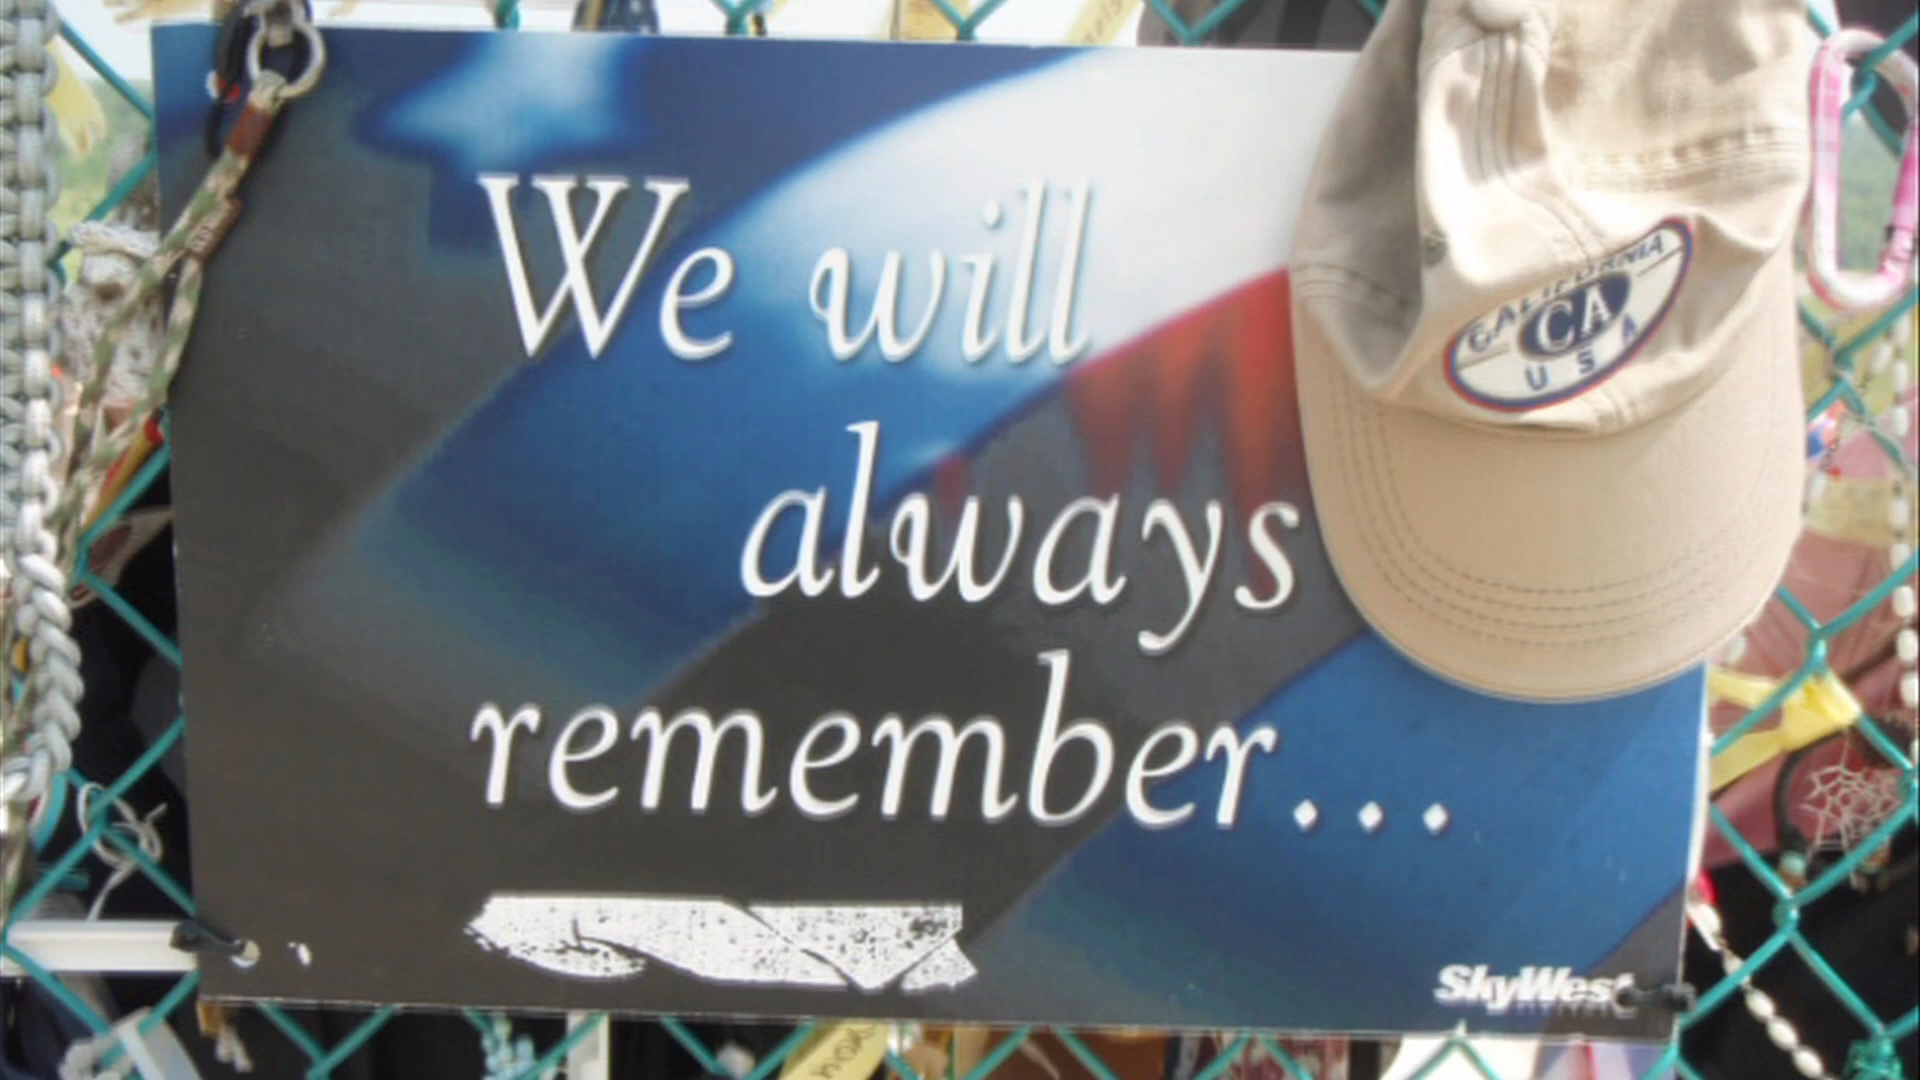 We will
always
remember...
CALIFORNIA
CA
USA
SkyWest